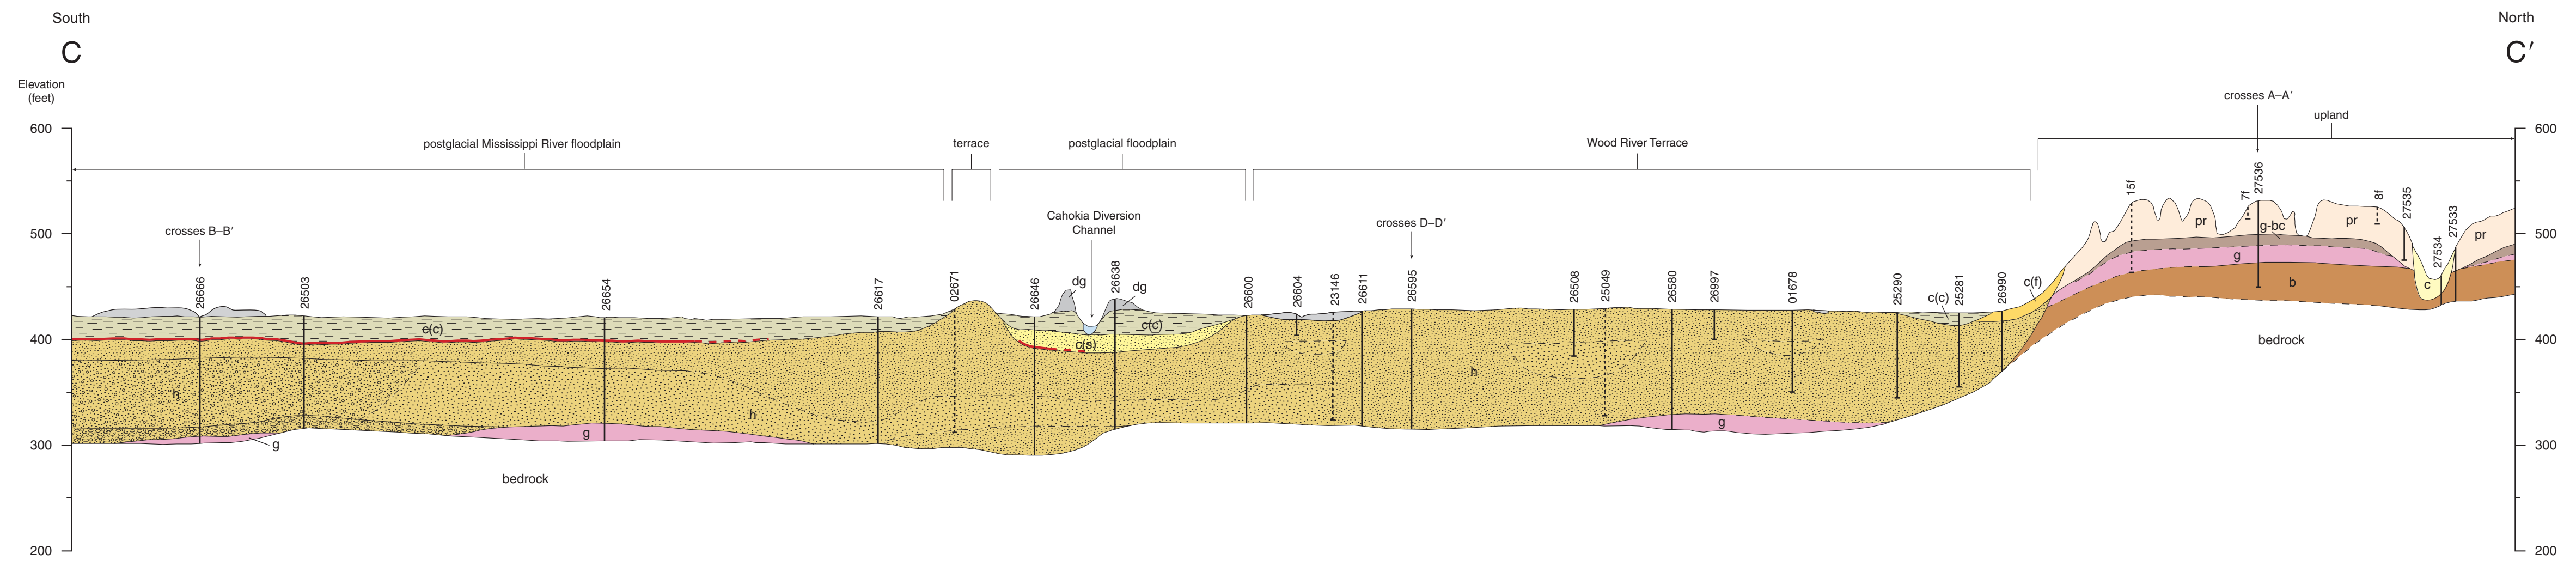 South
North
C
C′
Elevation
(feet)
crosses A–A′
upland
600
600
postglacial Mississippi River floodplain
terrace
postglacial floodplain
Wood River Terrace
15f
7f
27536
8f
27535
27533
27534
Cahokia Diversion
Channel
crosses B–B′
crosses D–D′
500
500
pr
g-bc
pr
pr
g
b
c
26666
26503
26654
26617
02671
26646
dg
26638
dg
26600
26604
23146
26611
26595
26508
25049
26580
26997
01678
25290
c(c)
25281
26990
c(f)
c(c)
c(c)
c(s)
400
400
bedrock
h
h
h
g
g
g
300
300
bedrock
200
200